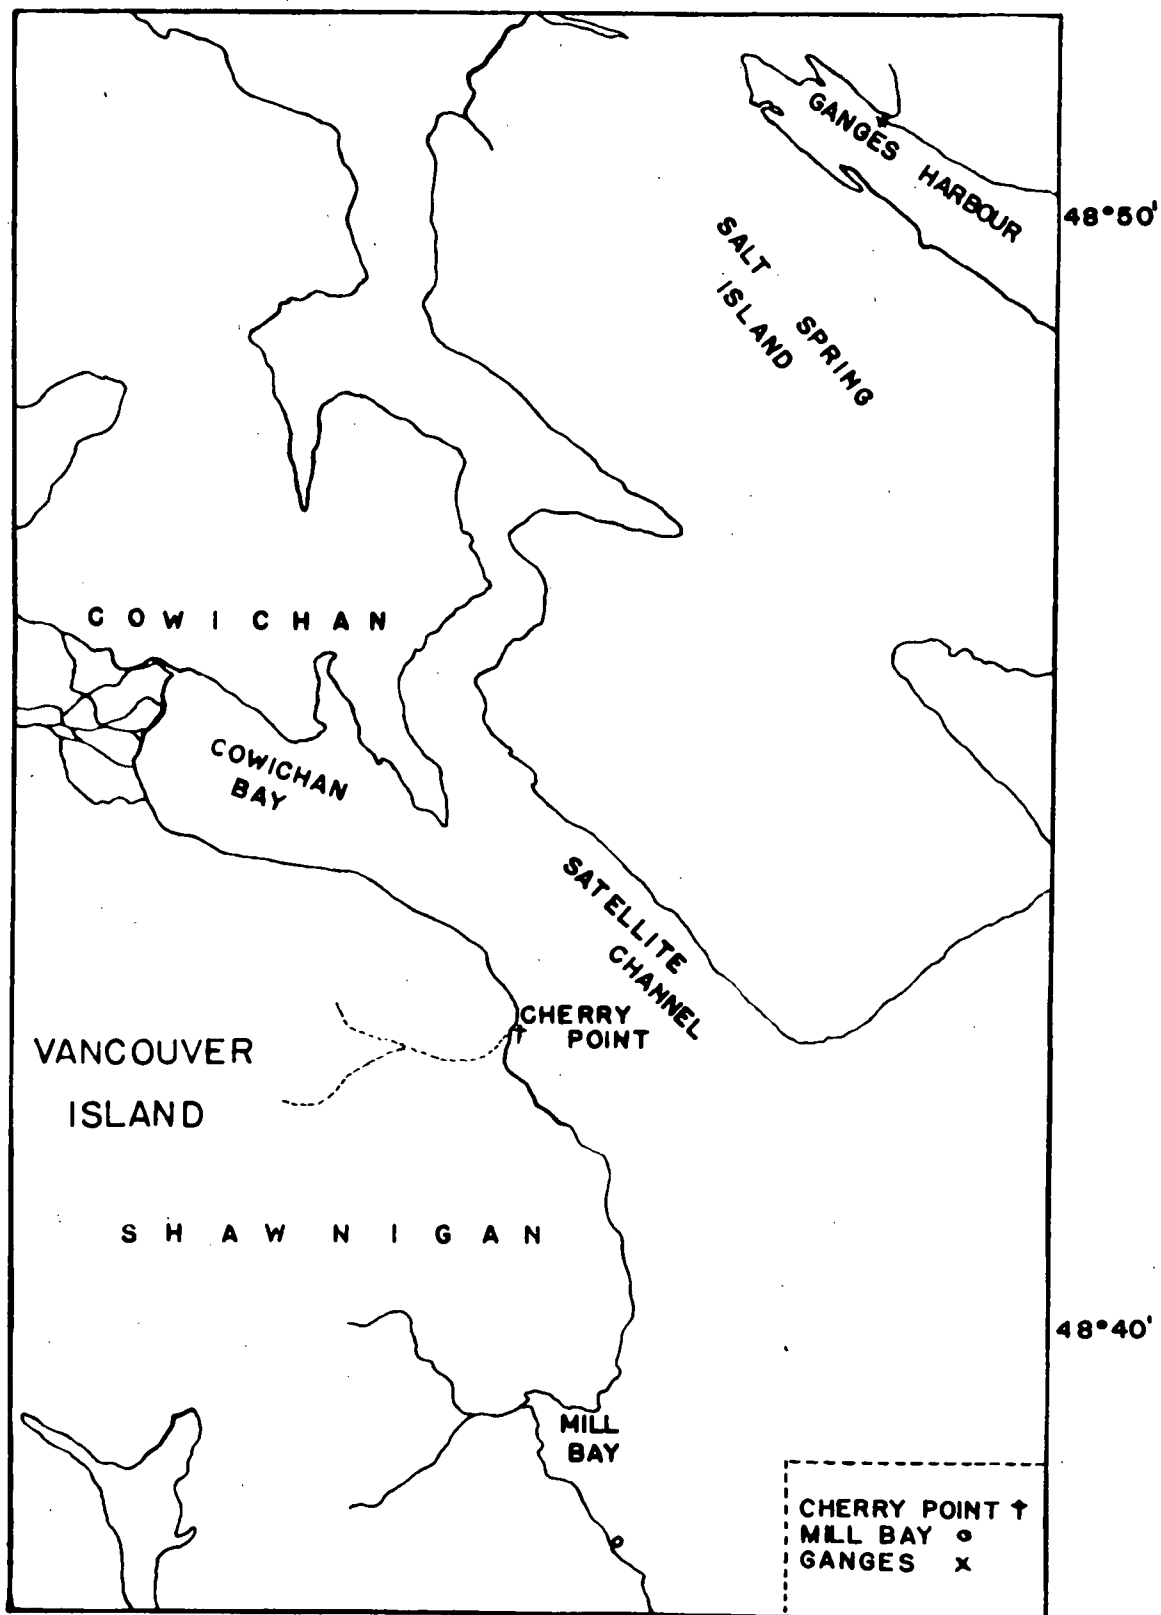 GANGES HARBOUR
48°50'
SALT SPRING
ISLAND
COWICHAN
COWICHAN
BAY
SATELLITE
CHANNEL
CHERRY
POINT
VANCOUVER
ISLAND
SHAWNIGAN
48°40'
MILL
BAY
CHERRY POINT †
MILL BAY o
GANGES x